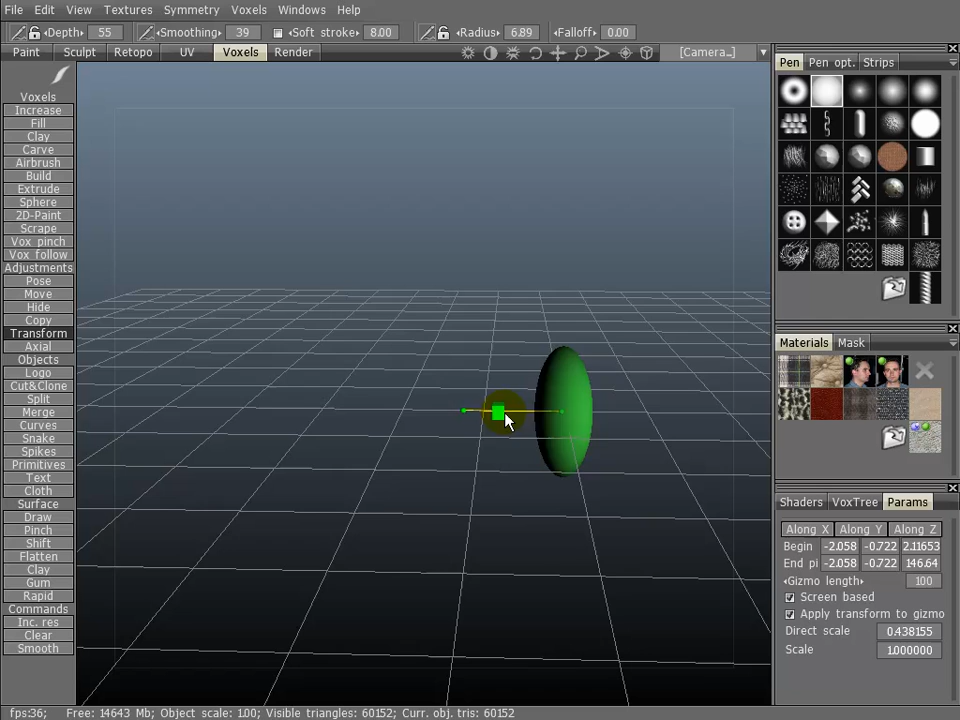 File Edit View Textures Symmetry Voxels Windows Help
Depth: 55 Smoothing: 39 Soft stroke: 8.00 Radius: 6.89 Falloff: 0.00
Paint Sculpt Retopo UV Voxels Render [Camera...]
Voxels
Increase
Fill
Clay
Carve
Airbrush
Build
Extrude
Sphere
2D-Paint
Scrape
Vox pinch
Vox follow
Adjustments
Pose
Move
Hide
Copy
Transform
Axial
Objects
Logo
Cut&Clone
Split
Merge
Curves
Snake
Spikes
Primitives
Text
Cloth
Surface
Draw
Pinch
Shift
Flatten
Clay
Gum
Rapid
Commands
Inc. res
Clear
Smooth
Pen Pen opt. Strips
Materials Mask
Shaders VoxTree Params
Along X Along Y Along Z
Begin -2.058 -0.722 2.11653
End pi -2.058 -0.722 146.64
Gizmo length 100
Screen based
Apply transform to gizmo
Direct scale 0.438155
Scale 1.000000
fps:36; Free: 14643 Mb; Object scale: 1.00; Visible triangles: 60152; Curr. obj. tris: 60152